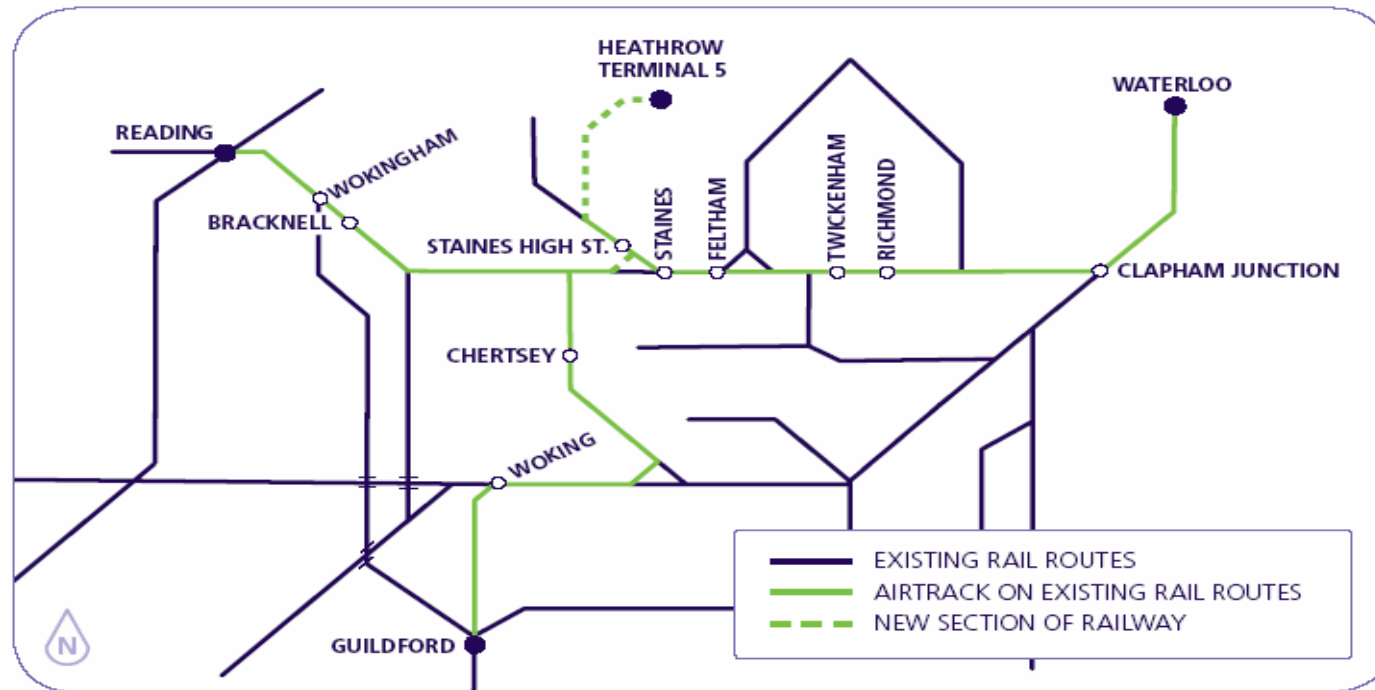 HEATHROW
TERMINAL 5
WATERLOO
READING
WOKINGHAM
BRACKNELL
STAINES HIGH ST.
STAINES
FELTHAM
TWICKENHAM
RICHMOND
CLAPHAM JUNCTION
CHERTSEY
WOKING
GUILDFORD
EXISTING RAIL ROUTES
AIRTRACK ON EXISTING RAIL ROUTES
NEW SECTION OF RAILWAY
N